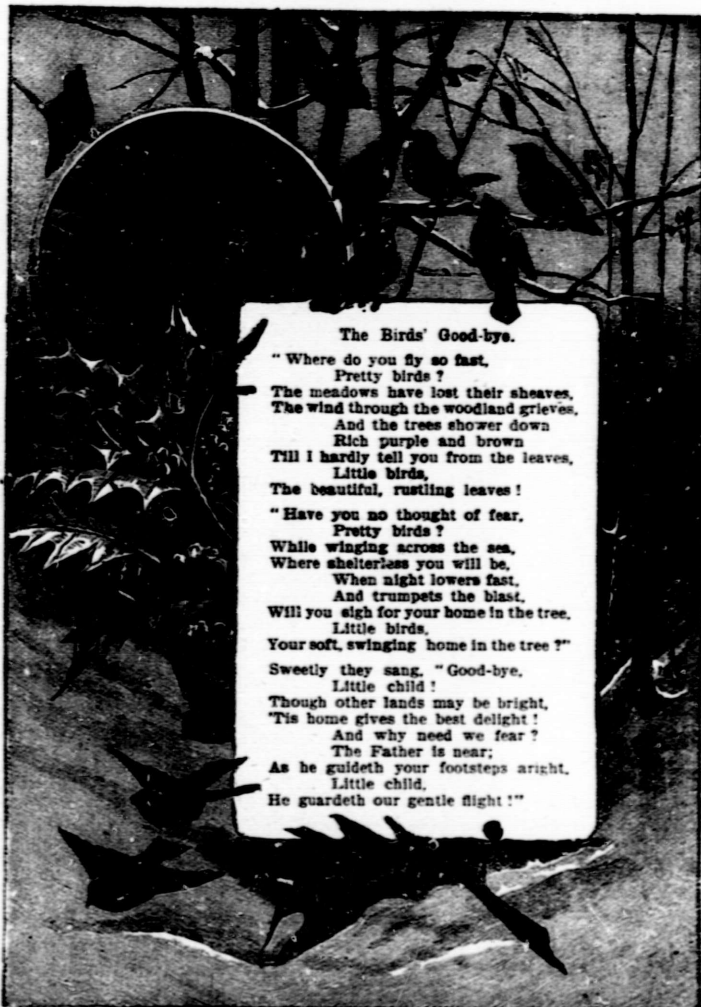 The Birds' Good-bye.
"Where do you fly so fast,
Pretty birds?
The meadows have lost their sheaves,
The wind through the woodland grieves,
And the trees shower down
Rich purple and brown
Till I hardly tell you from the leaves,
Little birds,
The beautiful, rustling leaves!
"Have you no thought of fear,
Pretty birds?
While winging across the sea,
Where shelterless you will be,
When night lowers fast,
And trumpets the blast,
Will you sigh for your home in the tree,
Little birds,
Your soft, swinging home in the tree?"
Sweetly they sang, "Good-bye,
Little child!
Though other lands may be bright,
'Tis home gives the best delight!
And why need we fear?
The Father is near;
As he guideth your footsteps aright,
Little child,
He guardeth our gentle flight!"